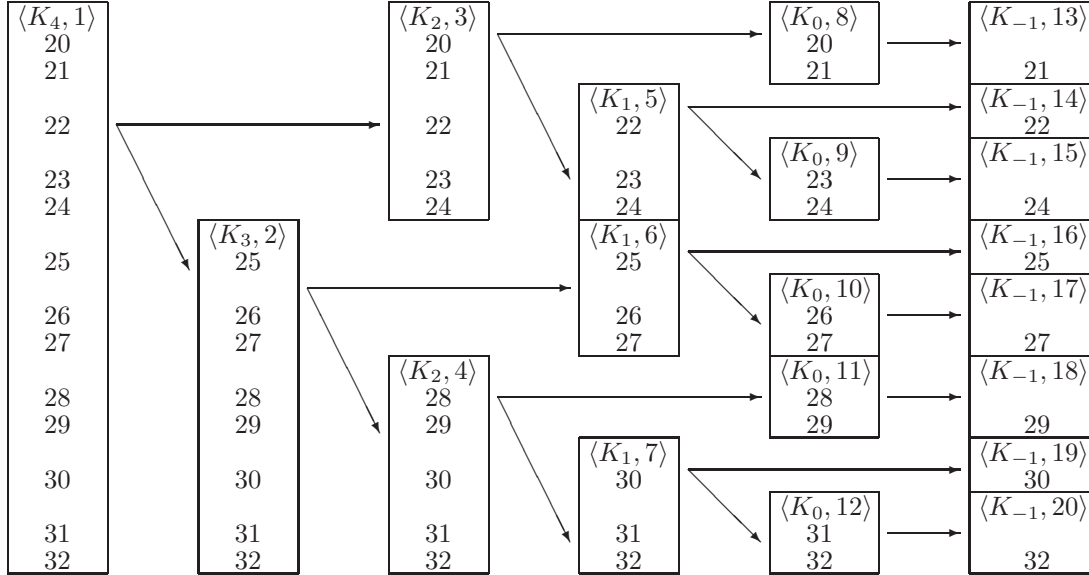 ⟨K₄, 1⟩ ⟨K₂, 3⟩ ⟨K₀, 8⟩ ⟨K₋₁, 13⟩
20 20 20
21 21 21 21
⟨K₁, 5⟩ ⟨K₋₁, 14⟩
22 22 22 22
⟨K₀, 9⟩ ⟨K₋₁, 15⟩
23 23 23 23
24 24 24 24 24
⟨K₃, 2⟩ ⟨K₁, 6⟩ ⟨K₋₁, 16⟩
25 25 25 25
⟨K₀, 10⟩ ⟨K₋₁, 17⟩
26 26 26 26
27 27 27 27 27
⟨K₂, 4⟩ ⟨K₀, 11⟩ ⟨K₋₁, 18⟩
28 28 28 28
29 29 29 29 29
⟨K₁, 7⟩ ⟨K₋₁, 19⟩
30 30 30 30 30
⟨K₀, 12⟩ ⟨K₋₁, 20⟩
31 31 31 31 31
32 32 32 32 32 32